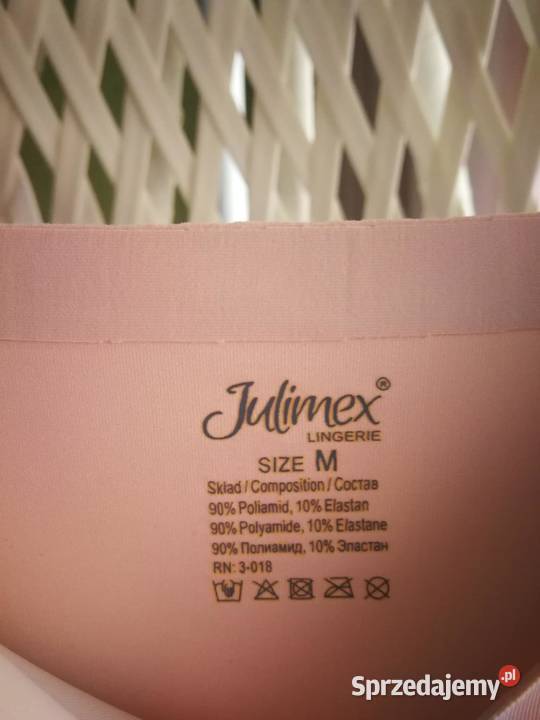 Julimex®
LINGERIE
SIZE M
Skład / Composition / Состав
90% Poliamid, 10% Elastan
90% Polyamide, 10% Elastane
90% Полиамид, 10% Эластан
RN: 3-018
Sprzedajemy.pl